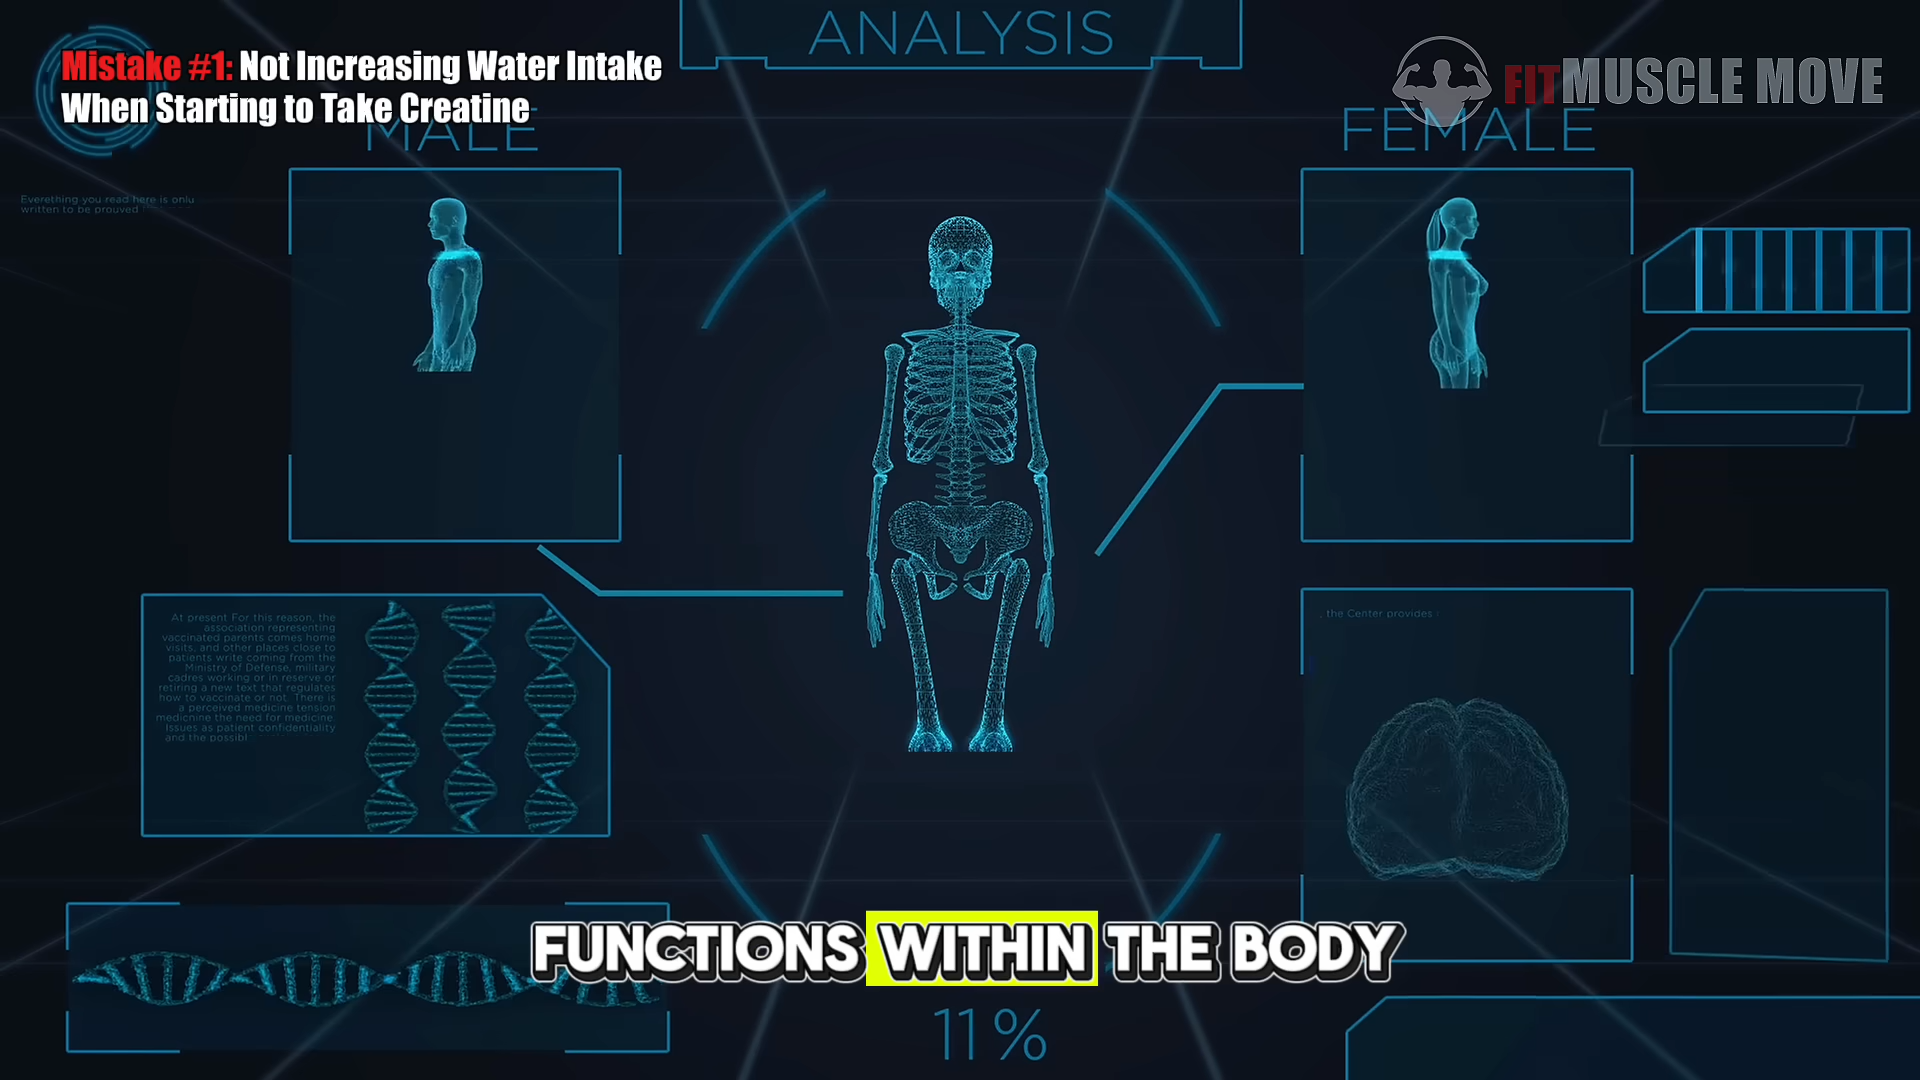 ANALYSIS
Mistake #1: Not Increasing Water Intake
When Starting to Take Creatine
FITMUSCLE MOVE
MALE
FEMALE
Everething you read here is onlu
written to be prouved
At present For this reason, the
association representing
vaccinated parents comes home
visits, and other places close to
patients write coming from the
Ministry of Defense, military
cadres working or in reserve or
retiring a new text that regulates
how to vaccinate or not. There is
a perceived medicine tension
medicnine the need for medicine.
Issues as patient confidentiality
and the possibl
, the Center provides :
FUNCTIONS WITHIN THE BODY
11%